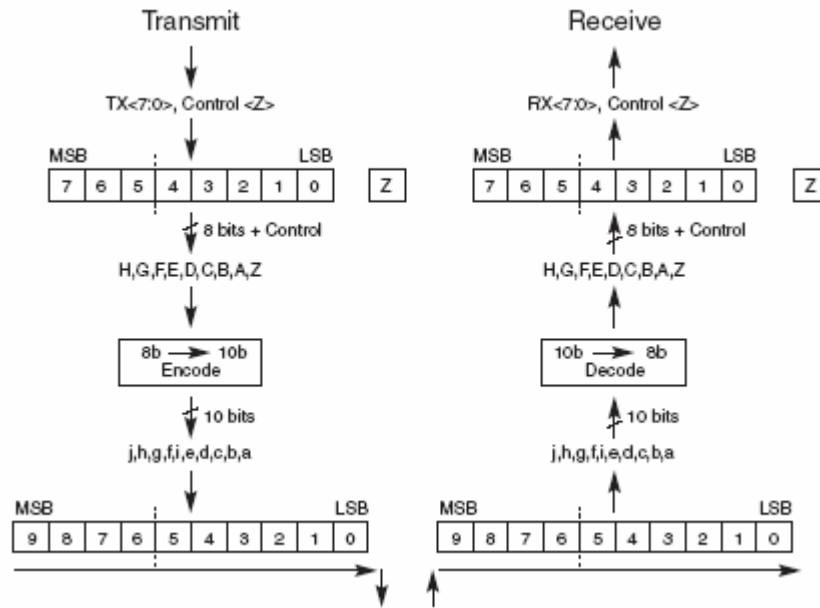 Transmit
TX<7:0>, Control <Z>
MSB LSB
7 6 5 4 3 2 1 0 Z
8 bits + Control
H,G,F,E,D,C,B,A,Z
8b 10b
Encode
10 bits
j,h,g,f,i,e,d,c,b,a
MSB LSB
9 8 7 6 5 4 3 2 1 0
Receive
RX<7:0>, Control <Z>
MSB LSB
7 6 5 4 3 2 1 0 Z
8 bits + Control
H,G,F,E,D,C,B,A,Z
10b 8b
Decode
10 bits
j,h,g,f,i,e,d,c,b,a
MSB LSB
9 8 7 6 5 4 3 2 1 0